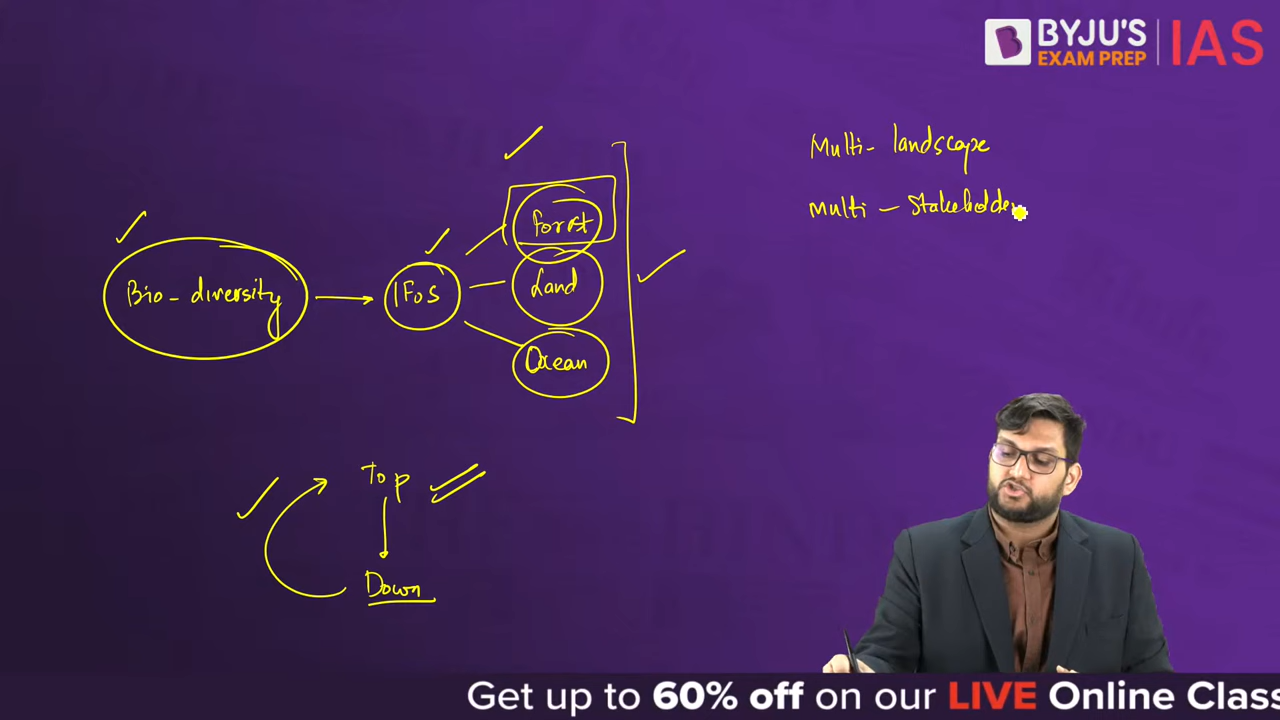 BYJU'S
EXAM PREP
IAS
Multi- landscape
Multi - Stakeholder
Forest
Bio-diversity
IFoS
Land
Ocean
Top
Down
Get up to 60% off on our LIVE Online Class